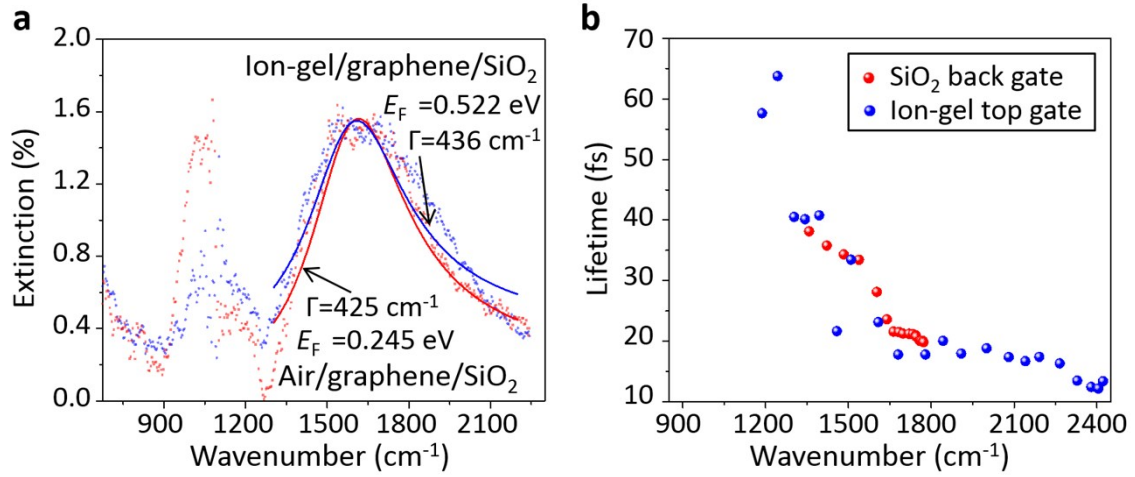 a
Extinction (%)
2.0
1.6
1.2
0.8
0.4
0.0
Ion-gel/graphene/SiO₂
E_F =0.522 eV
Γ=436 cm⁻¹
Γ=425 cm⁻¹
E_F =0.245 eV
Air/graphene/SiO₂
900 1200 1500 1800 2100
Wavenumber (cm⁻¹)
b
Lifetime (fs)
70
60
50
40
30
20
10
SiO₂ back gate
Ion-gel top gate
900 1200 1500 1800 2100 2400
Wavenumber (cm⁻¹)